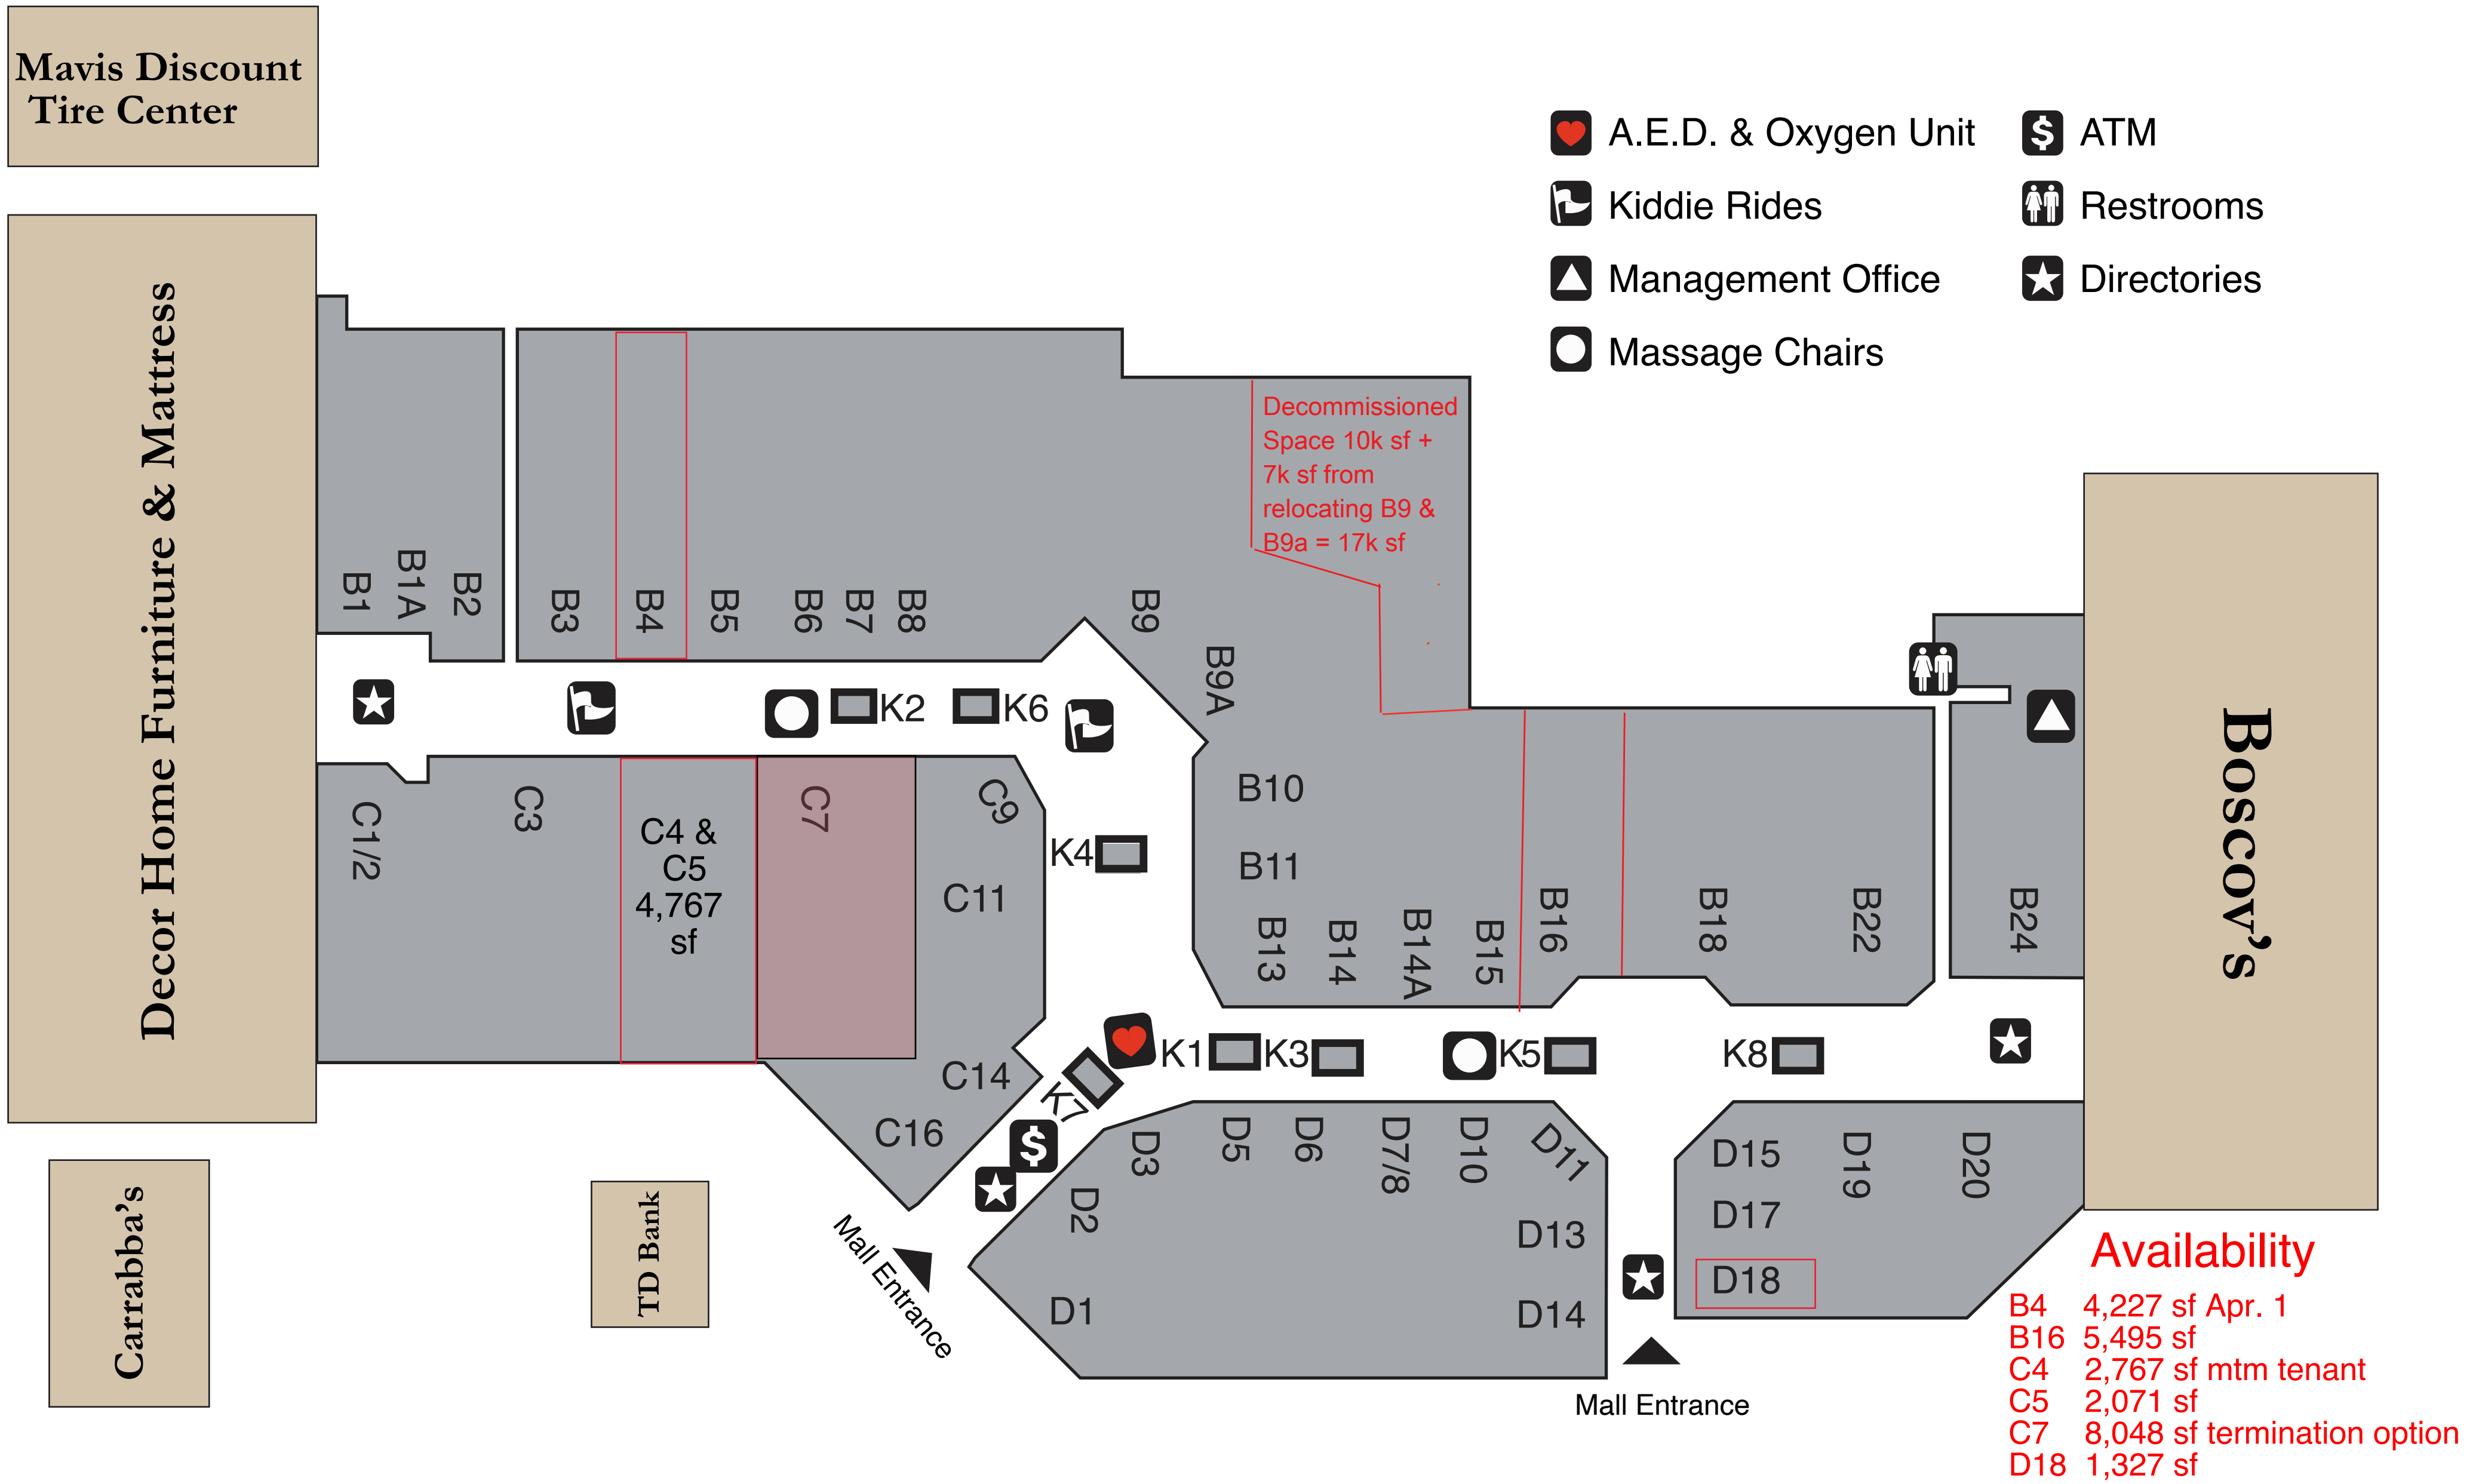 Mavis Discount
Tire Center
A.E.D. & Oxygen Unit
ATM
Kiddie Rides
Restrooms
Management Office
Directories
Massage Chairs
Decor Home Furniture & Mattress
Decommissioned
Space 10k sf +
7k sf from
relocating B9 &
B9a = 17k sf
B1
B1A
B2
B3
B4
B5
B6
B7
B8
B9
B9A
K2
K6
Boscov's
C1/2
C3
C4 &
C5
4,767
sf
C7
C9
C11
K4
B10
B11
B13
B14
B14A
B15
B16
B18
B22
B24
C14
C16
K7
K1
K3
K5
K8
D1
D2
D3
D5
D6
D7/8
D10
D11
D13
D14
D15
D17
D18
D19
D20
Carrabba's
TD Bank
Mall Entrance
Mall Entrance
Availability
B4 4,227 sf Apr. 1
B16 5,495 sf
C4 2,767 sf mtm tenant
C5 2,071 sf
C7 8,048 sf termination option
D18 1,327 sf